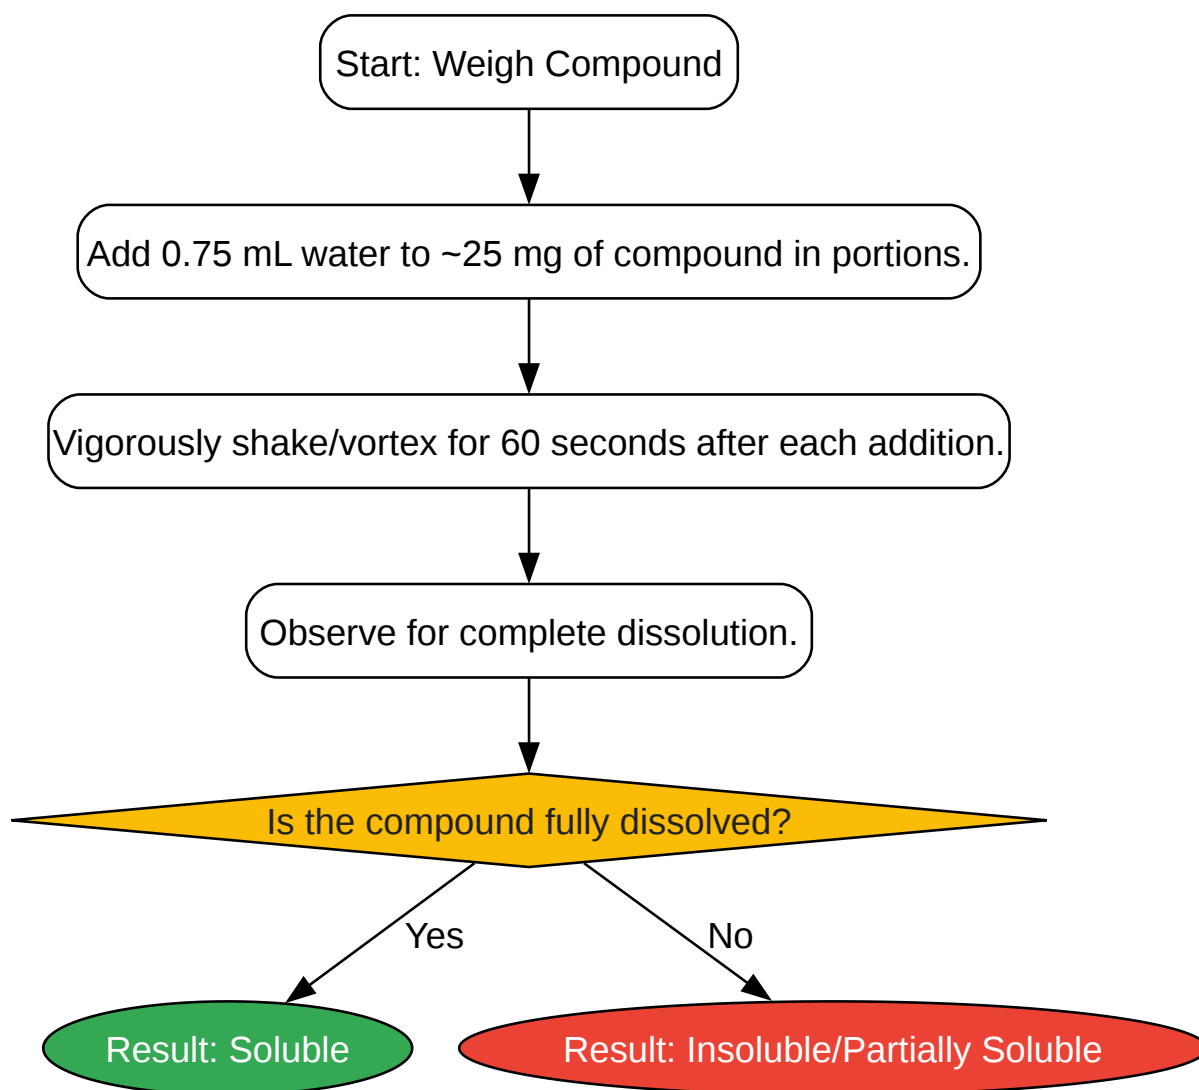 Start: Weigh Compound
Add 0.75 mL water to ~25 mg of compound in portions.
Vigorously shake/vortex for 60 seconds after each addition.
Observe for complete dissolution.
Is the compound fully dissolved?
Yes
No
Result: Soluble
Result: Insoluble/Partially Soluble